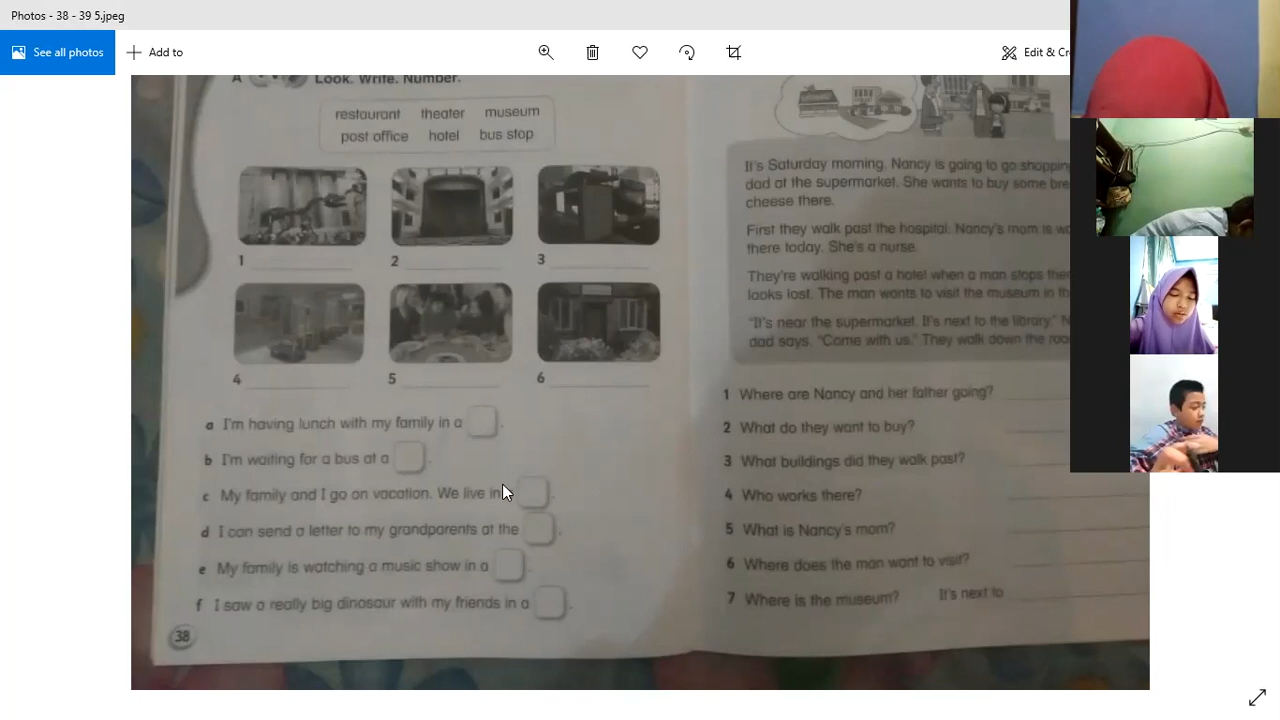 Photos - 38 - 39 5.jpeg
See all photos
Add to
Edit &
A Look. Write. Number.
restaurant theater museum
post office hotel bus stop
1
2
3
4
5
6
a I'm having lunch with my family in a
b I'm waiting for a bus at a
c My family and I go on vacation. We live in
d I can send a letter to my grandparents at the
e My family is watching a music show in a
f I saw a really big dinosaur with my friends in a
38
It's Saturday morning. Nancy is going to go shopping
dad at the supermarket. She wants to buy some
cheese there.
First they walk past the hospital. Nancy's mom is
there today. She's a nurse.
They're walking past a hotel when a man stops
looks lost. The man wants to visit the museum in
"It's near the supermarket. It's next to the library."
dad says. "Come with us." They walk down the
1 Where are Nancy and her father going?
2 What do they want to buy?
3 What buildings did they walk past?
4 Who works there?
5 What is Nancy's mom?
6 Where does the man want to visit?
7 Where is the museum? It's next to